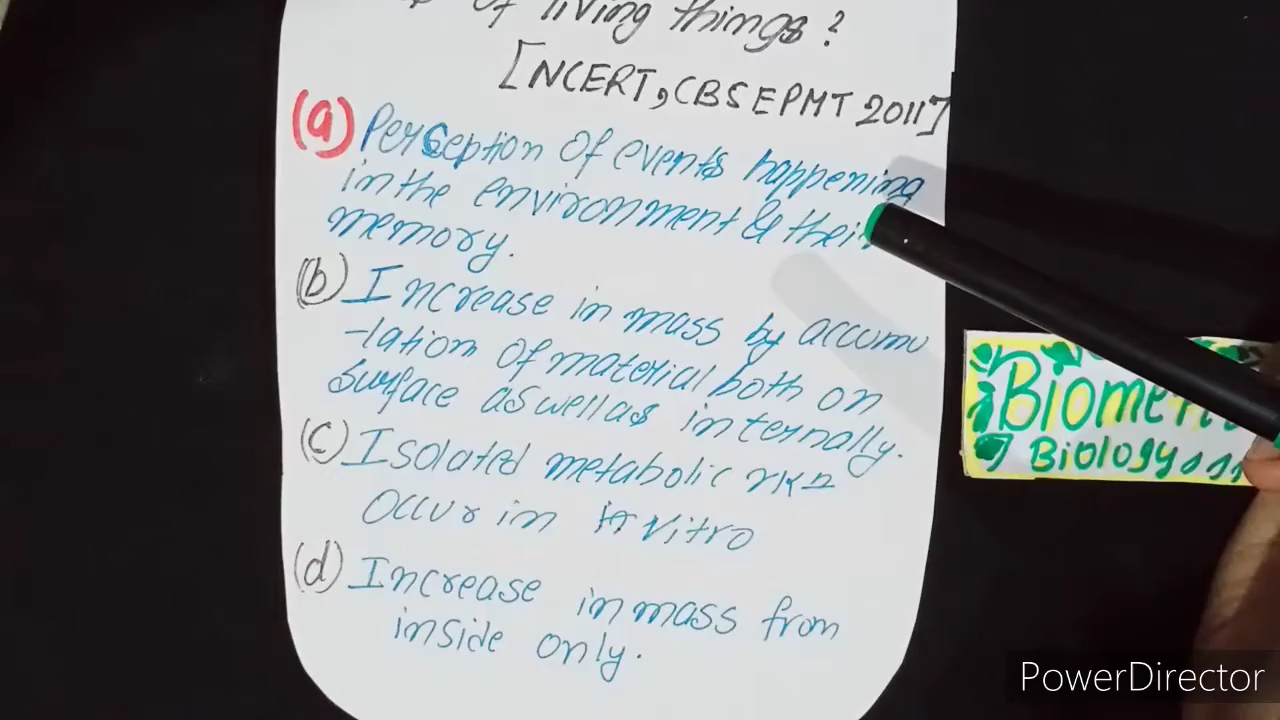 of living things?
[NCERT, CBSEPMT 2011]
(a) Perception of events happening
in the environment & their
memory.
(b) Increase in mass by accumu
-lation of material both on
surface as well as internally.
(c) Isolated metabolic rxn
occur in in vitro
(d) Increase in mass from
inside only.
Biology
PowerDirector